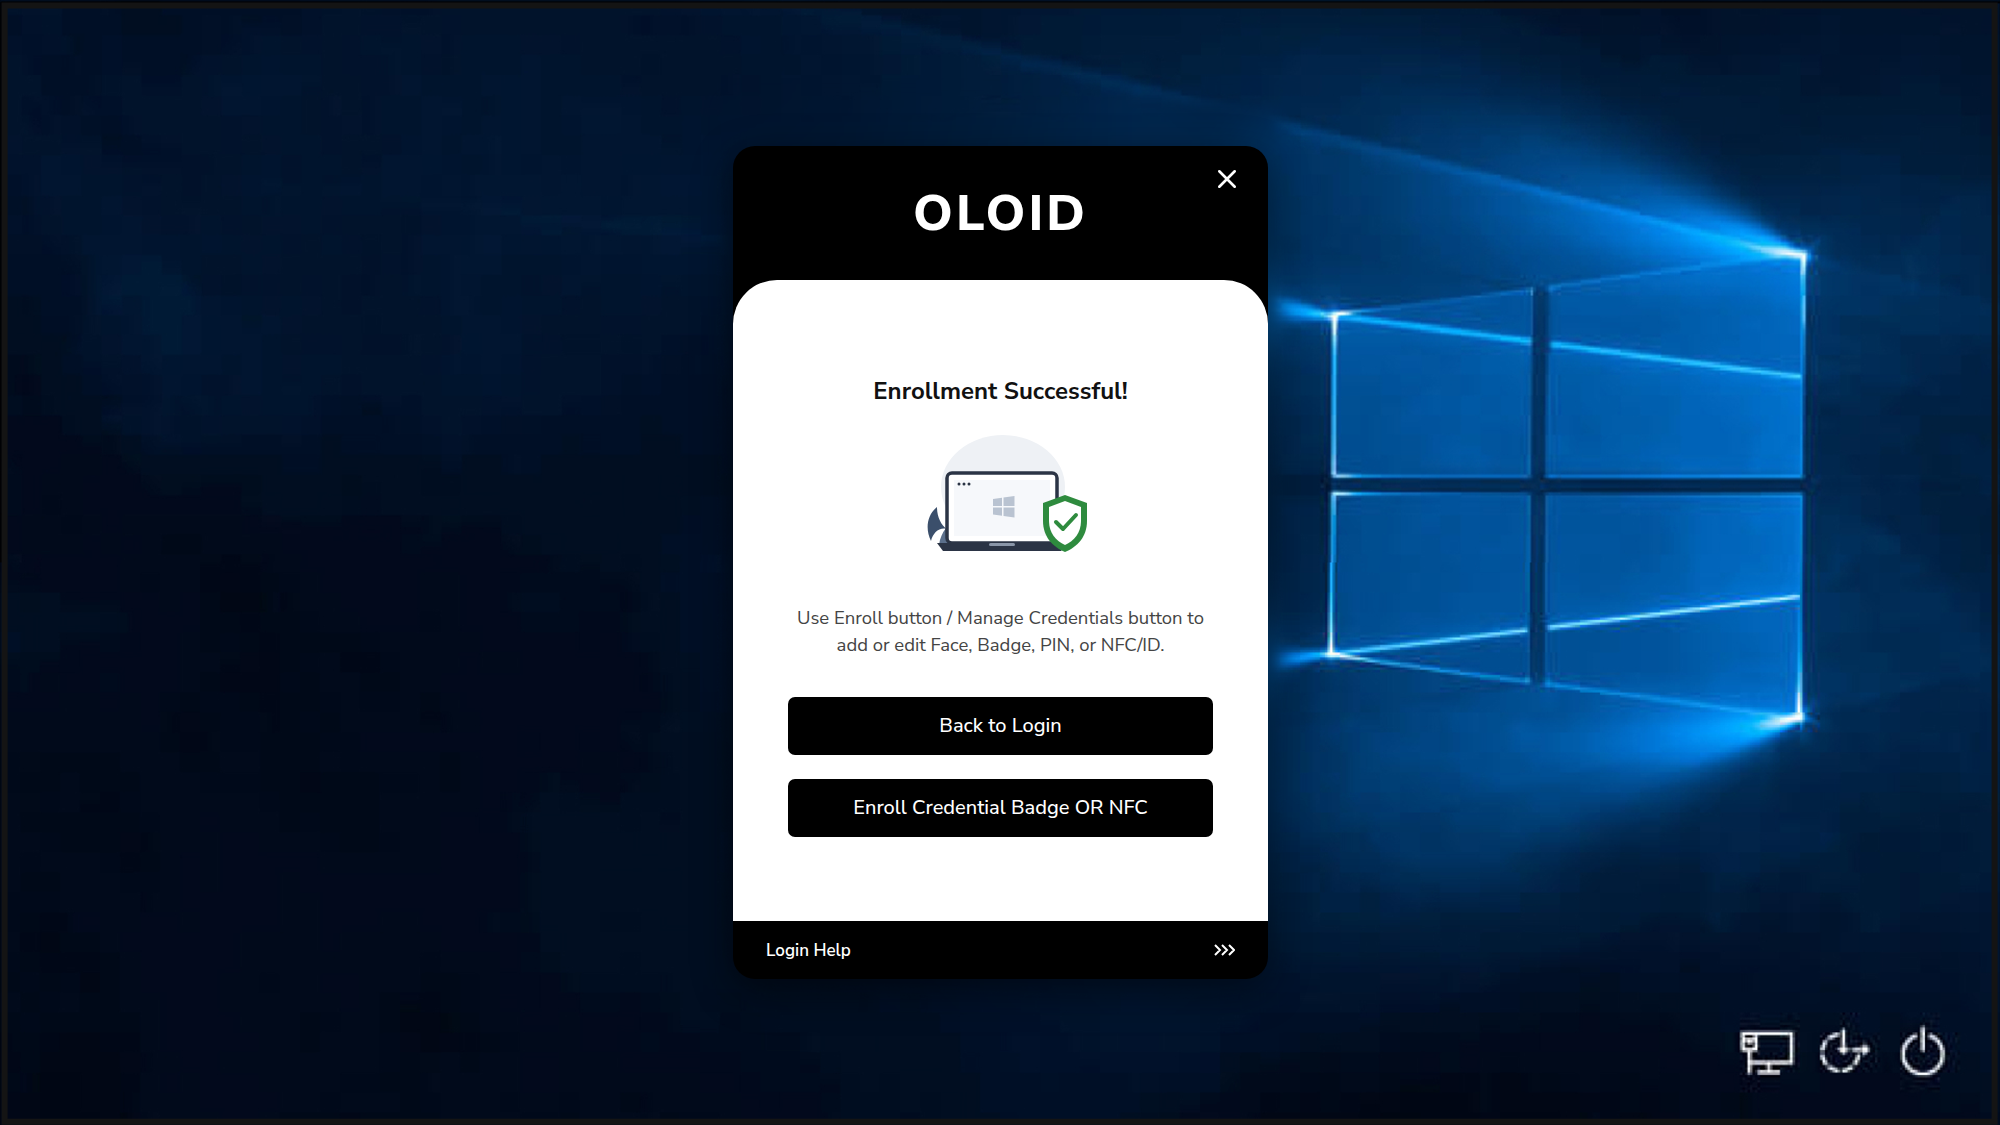 OLOID
Enrollment Successful!
Use Enroll button / Manage Credentials button to
add or edit Face, Badge, PIN, or NFC/ID.
Back to Login
Enroll Credential Badge OR NFC
Login Help